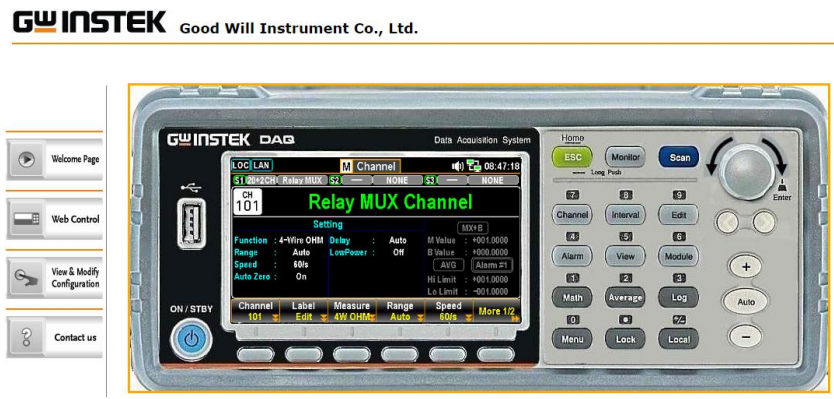 GW INSTEK Good Will Instrument Co., Ltd.
Welcome Page
Web Control
View & Modify
Configuration
Contact us
GW INSTEK DAQ Data Acquisition System
LOC LAN M Channel 08:47:18
S1 20+2CH Relay MUX S2 — NONE S3 — NONE
CH
101 Relay MUX Channel
Setting MX+B
Function : 4-Wire OHM Delay : Auto M Value : +001.0000
Range : Auto LowPower : Off B Value : +000.0000
Speed : 60/s AVG Alarm #1
Auto Zero : On Hi Limit : +001.0000
Lo Limit : -001.0000
Channel Label Measure Range Speed More 1/2
101 Edit 4W OHM Auto 60/s
ON / STBY
Home
ESC Monitor Scan
Long Push
Enter
7 8 9
Channel Interval Edit
4 5 6
Alarm View Module
1 2 3
Math Average Log
+ Auto −
0 ■ +/-
Menu Lock Local